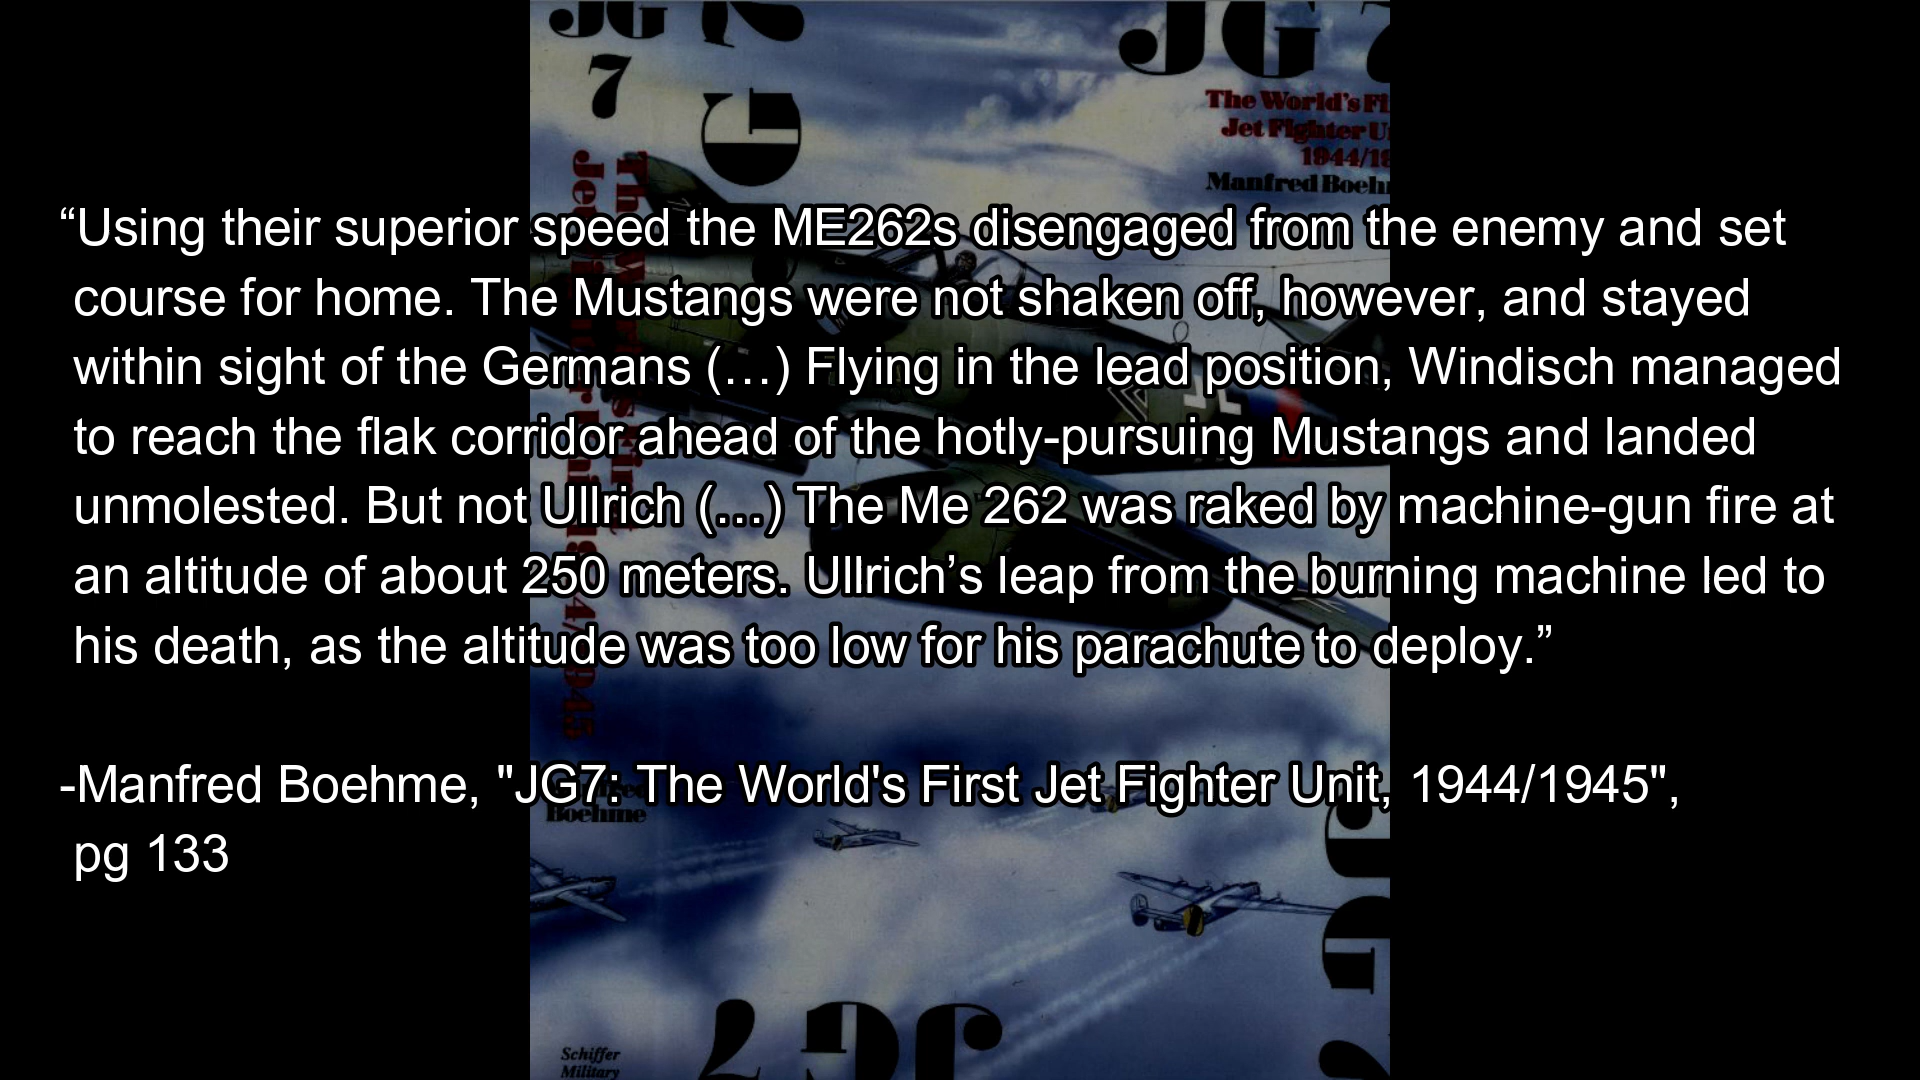 JG
7
JG 7
The World's Fi
Jet Fighter U
1944/19
Manfred Boeh
“Using their superior speed the ME262s disengaged from the enemy and set
course for home. The Mustangs were not shaken off, however, and stayed
within sight of the Germans (…) Flying in the lead position, Windisch managed
to reach the flak corridor ahead of the hotly-pursuing Mustangs and landed
unmolested. But not Ullrich (...) The Me 262 was raked by machine-gun fire at
an altitude of about 250 meters. Ullrich’s leap from the burning machine led to
his death, as the altitude was too low for his parachute to deploy.”
-Manfred Boehme, "JG7: The World's First Jet Fighter Unit, 1944/1945",
pg 133
Boehme
JG7
Schiffer
Military